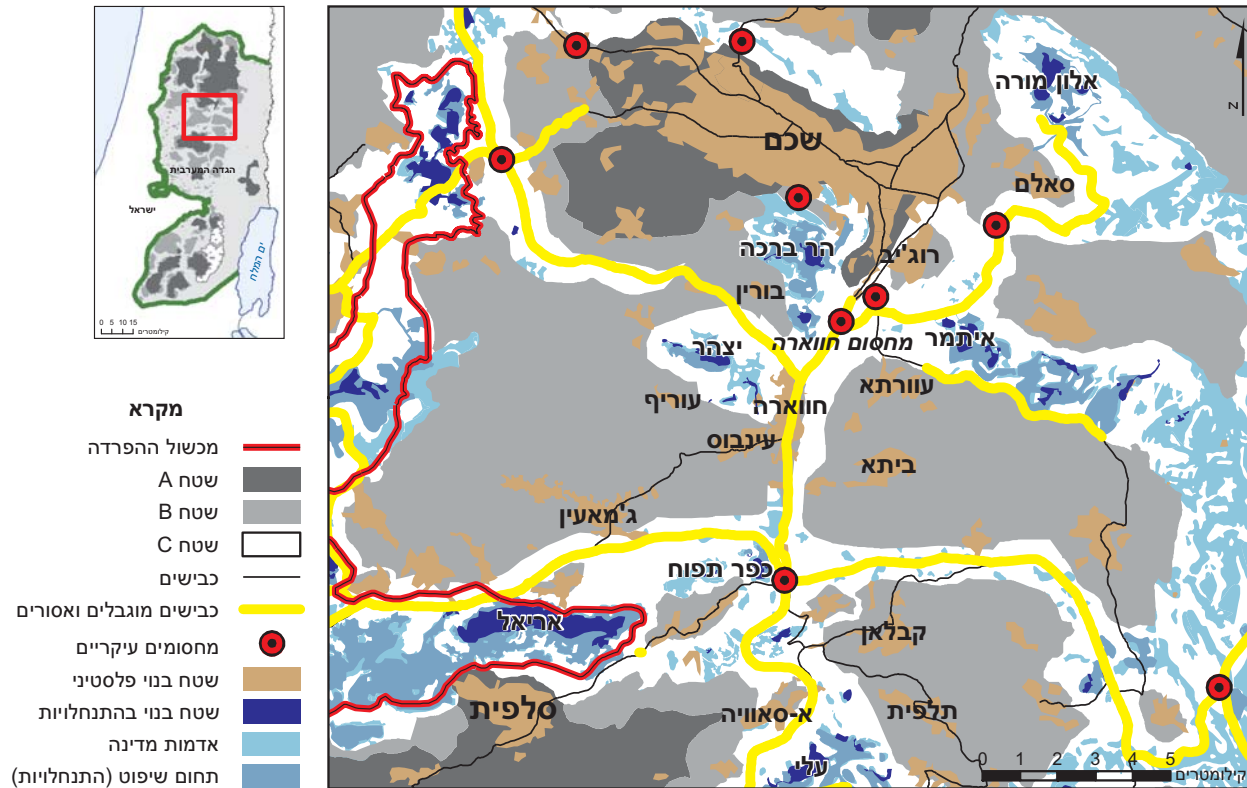 הגדה המערבית
ישראל
ים המלח
0 5 10 15
קילומטרים
מקרא
מכשול ההפרדה
שטח A
שטח B
שטח C
כבישים
כבישים מוגבלים ואסורים
מחסומים עיקריים
שטח בנוי פלסטיני
שטח בנוי בהתנחלויות
אדמות מדינה
תחום שיפוט (התנחלויות)
אלון מורה
N
שכם
סאלם
הר ברכה
רוג'יב
בורין
מחסום חווארה
איתמר
יצהר
עוורתא
עוריף
חווארה
עינבוס
ביתא
ג'מאעין
כפר תפוח
אריאל
קבלאן
סלפית
א-סאוויה
תלפית
עלי
0 1 2 3 4 5
קילומטרים